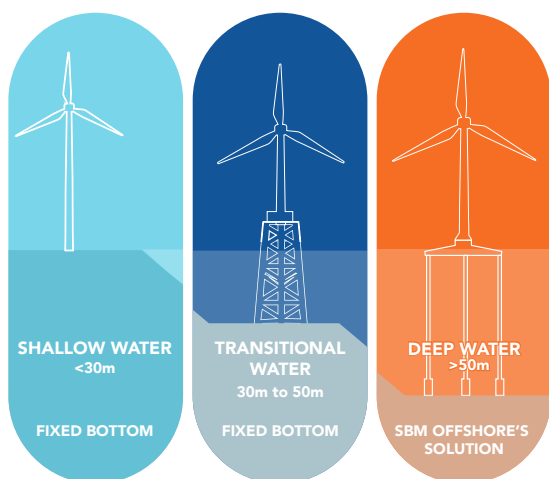 SHALLOW WATER
<30m
FIXED BOTTOM
TRANSITIONAL
WATER
30m to 50m
FIXED BOTTOM
DEEP WATER
>50m
SBM OFFSHORE'S
SOLUTION